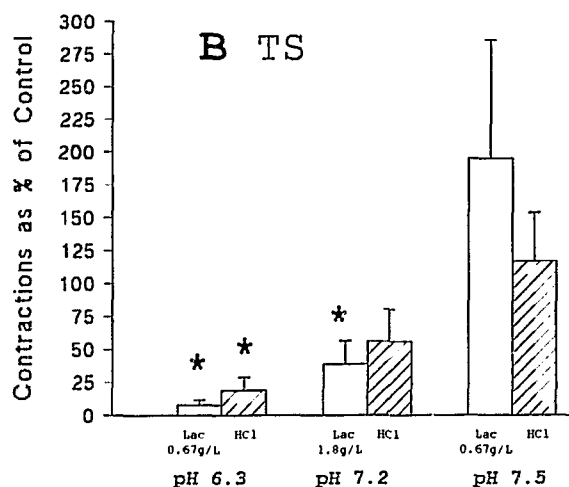 B TS
Contractions as % of Control
300
275
250
225
200
175
150
125
100
75
50
25
0
* * *
Lac HCl Lac HCl Lac HCl
0.67g/L 1.8g/L 0.67g/L
pH 6.3 pH 7.2 pH 7.5